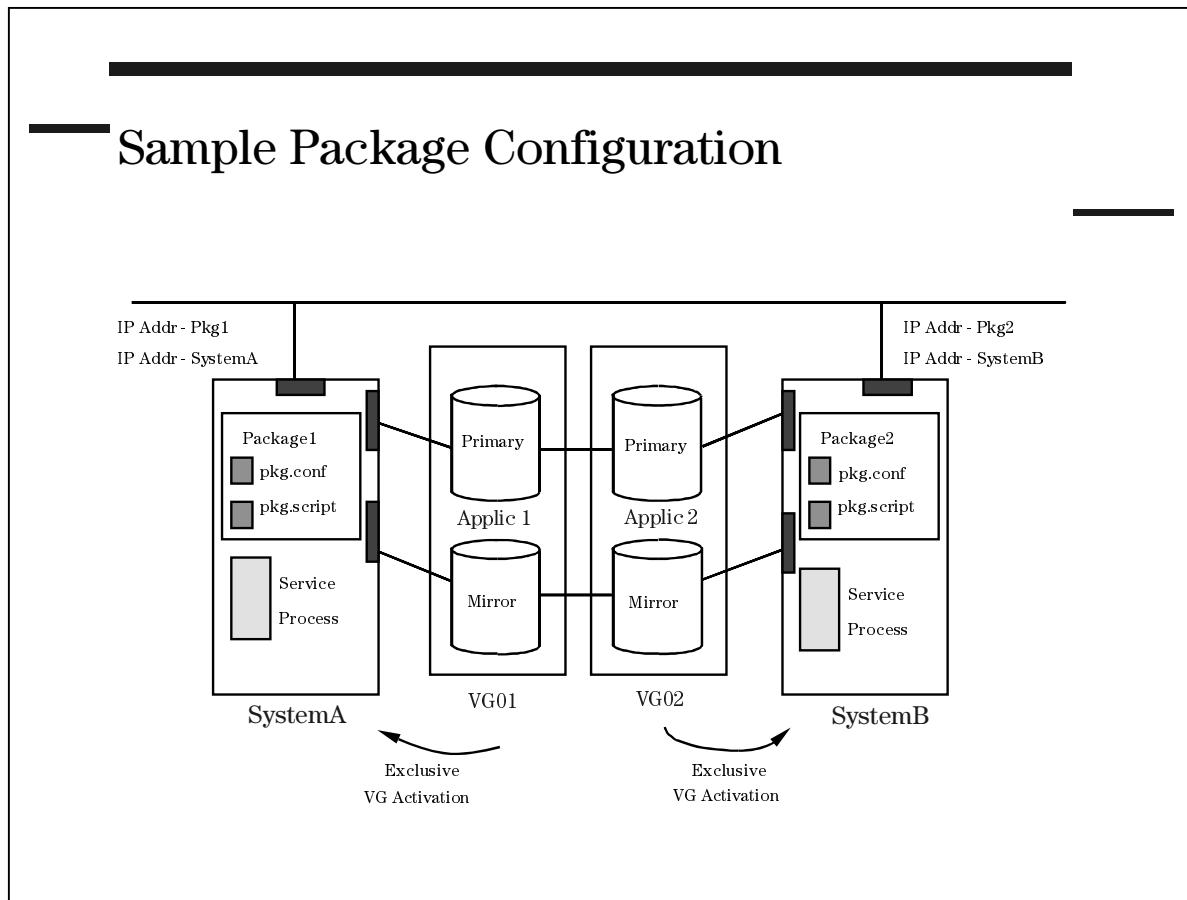 Sample Package Configuration
IP Addr - Pkg1
IP Addr - SystemA
IP Addr - Pkg2
IP Addr - SystemB
Package1
pkg.conf
pkg.script
Service
Process
SystemA
Primary
Applic 1
Mirror
VG01
Primary
Applic 2
Mirror
VG02
Package2
pkg.conf
pkg.script
Service
Process
SystemB
Exclusive
VG Activation
Exclusive
VG Activation